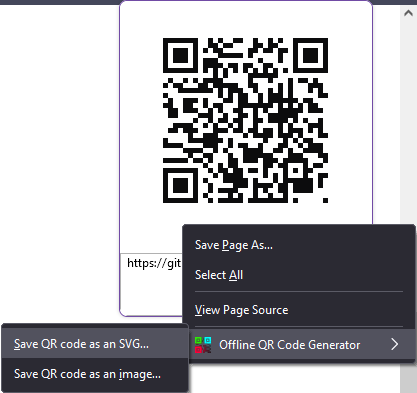 https://git
Save Page As...
Select All
View Page Source
Offline QR Code Generator
Save QR code as an SVG...
Save QR code as an image...